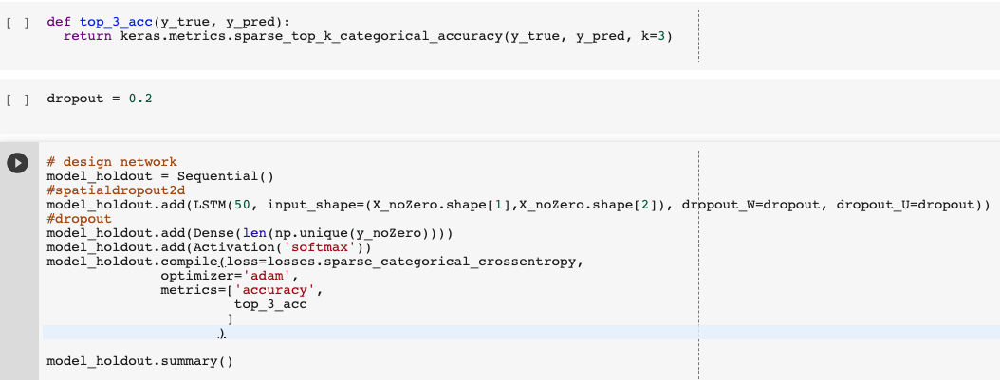 [ ] def top_3_acc(y_true, y_pred):
return keras.metrics.sparse_top_k_categorical_accuracy(y_true, y_pred, k=3)
[ ] dropout = 0.2
# design network
model_holdout = Sequential()
#spatialdropout2d
model_holdout.add(LSTM(50, input_shape=(X_noZero.shape[1],X_noZero.shape[2]), dropout_W=dropout, dropout_U=dropout))
#dropout
model_holdout.add(Dense(len(np.unique(y_noZero))))
model_holdout.add(Activation('softmax'))
model_holdout.compile(loss=losses.sparse_categorical_crossentropy,
optimizer='adam',
metrics=['accuracy',
top_3_acc
]
)
model_holdout.summary()